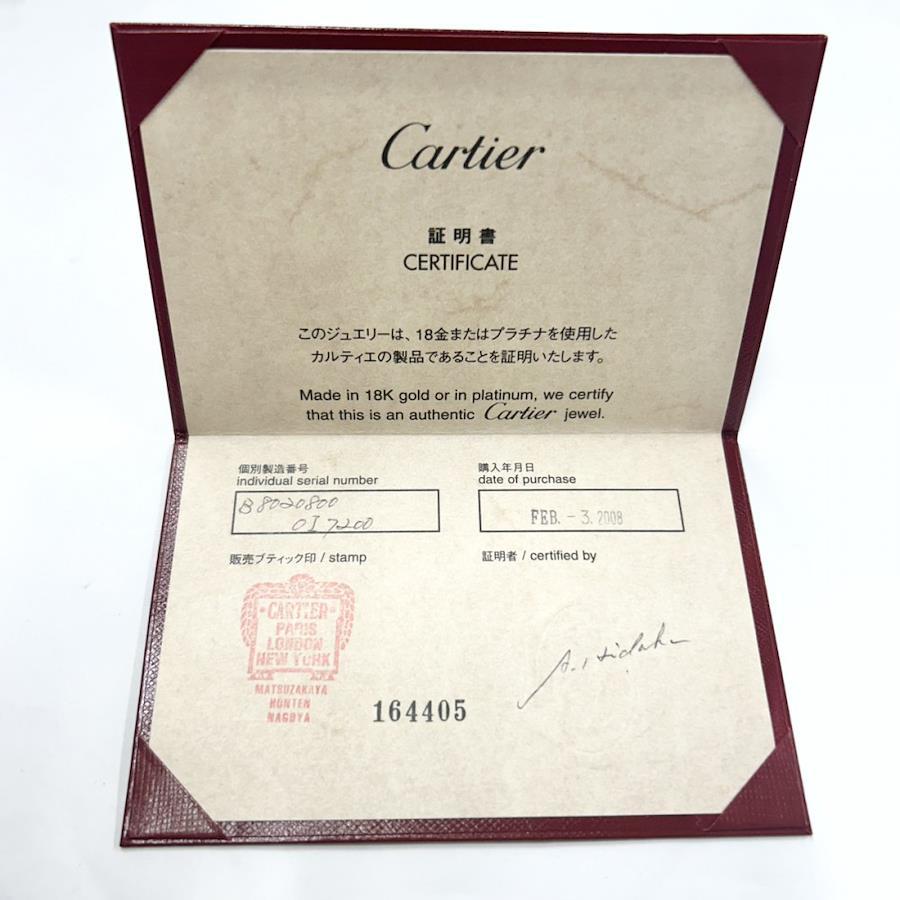 Cartier
証明書
CERTIFICATE
このジュエリーは、18金またはプラチナを使用した
カルティエの製品であることを証明いたします。
Made in 18K gold or in platinum, we certify
that this is an authentic Cartier jewel.
個別製造番号
individual serial number
B8020800
OI7200
購入年月日
date of purchase
FEB. - 3. 2008
販売ブティック印 / stamp
証明者 / certified by
CARTIER
PARIS
LONDON
NEW YORK
MATSUZAKAYA
HONTEN
NAGOYA
164405